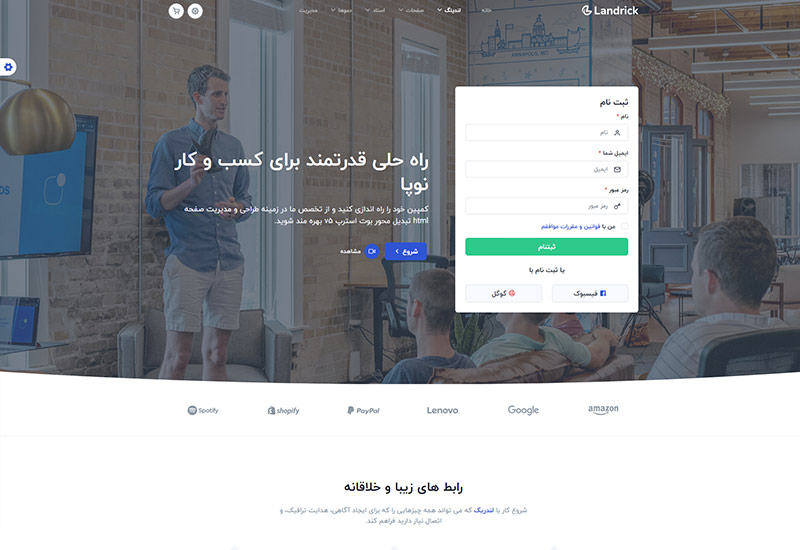 Landrick
خانه
لندینگ
صفحات
اسناد
دموها
مدیریت
ANNAPOLIS, MD
ثبت نام
نام *
نام
ایمیل شما *
ایمیل
رمز عبور *
رمز عبور
من با قوانین و مقررات موافقم
ثبتنام
یا ثبت نام با
فیسبوک
گوگل
راه حلی قدرتمند برای کسب و کار
نوپا
کمپین خود را راه اندازی کنید و از تخصص ما در زمینه طراحی و مدیریت صفحه
html تبدیل محور بوت استرپ v5 بهره مند شوید.
شروع
مشاهده
Spotify
shopify
PayPal
Lenovo
Google
amazon
رابط های زیبا و خلاقانه
شروع کار با لندریک که می تواند همه چیزهایی را که برای ایجاد آگاهی، هدایت ترافیک، و
اتصال نیاز دارید فراهم کند.